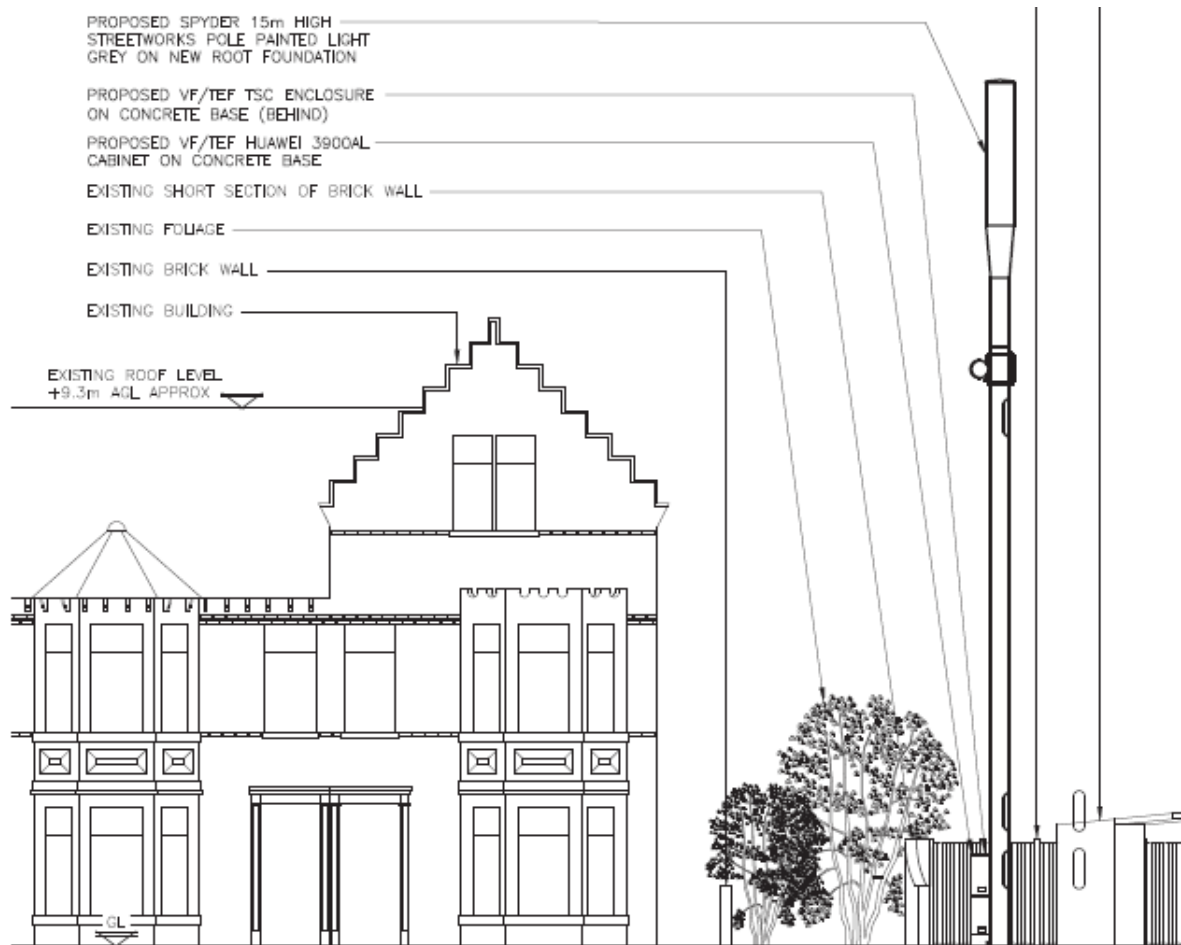 PROPOSED SPYDER 15m HIGH
STREETWORKS POLE PAINTED LIGHT
GREY ON NEW ROOT FOUNDATION
PROPOSED VF/TEF TSC ENCLOSURE
ON CONCRETE BASE (BEHIND)
PROPOSED VF/TEF HUAWEI 3900AL
CABINET ON CONCRETE BASE
EXISTING SHORT SECTION OF BRICK WALL
EXISTING FOLIAGE
EXISTING BRICK WALL
EXISTING BUILDING
EXISTING ROOF LEVEL
+9.3m AGL APPROX
GL